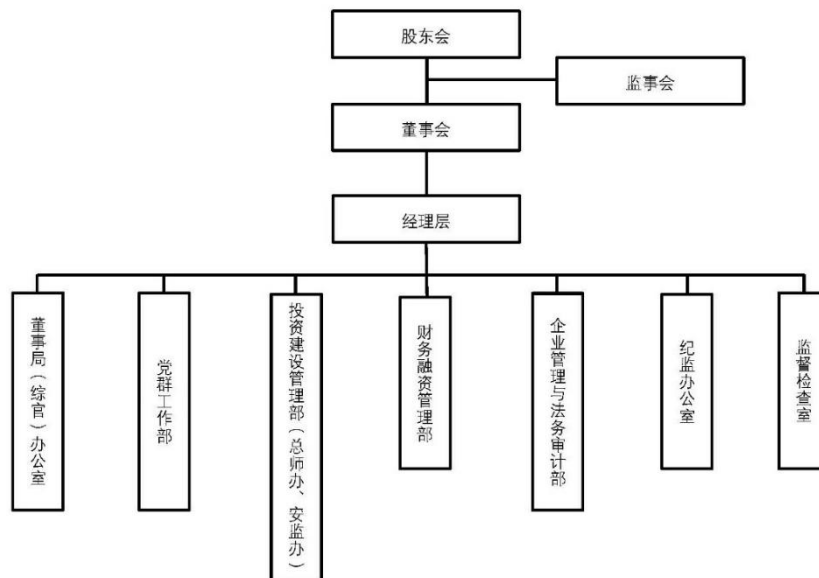 股东会
监事会
董事会
经理层
董事局（综官）办公室
党群工作部
投资建设管理部（总师办、安监办）
财务融资管理部
企业管理与法务审计部
纪监办公室
监督检查室